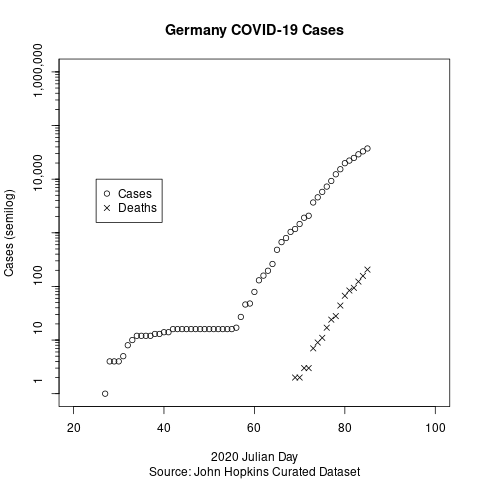 Germany COVID-19 Cases
1,000,000
10,000
100
10
1
Cases (semilog)
Cases
Deaths
20 40 60 80 100
2020 Julian Day
Source: John Hopkins Curated Dataset